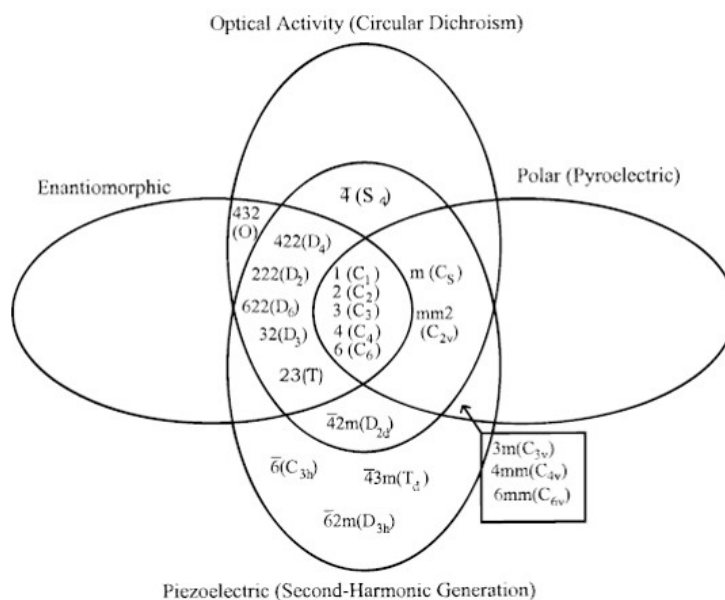 Optical Activity (Circular Dichroism)
Enantiomorphic
Polar (Pyroelectric)
4̅ (S₄)
432
(O)
422(D₄)
222(D₂)
622(D₆)
32(D₃)
23(T)
1 (C₁)
2 (C₂)
3 (C₃)
4 (C₄)
6 (C₆)
m (Cₛ)
mm2
(C₂ᵥ)
4̅2m(D₂d)
6̅(C₃ₕ)
4̅3m(T_d)
6̅2m(D₃ₕ)
3m(C₃ᵥ)
4mm(C₄ᵥ)
6mm(C₆ᵥ)
Piezoelectric (Second-Harmonic Generation)